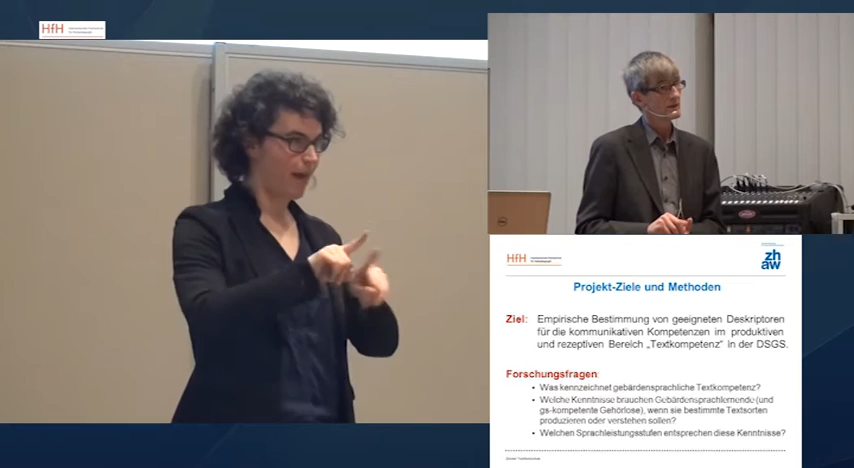 HfH
HfH
zh
aw
Projekt-Ziele und Methoden
Ziel: Empirische Bestimmung von geeigneten Deskriptoren
für die kommunikativen Kompetenzen im produktiven
und rezeptiven Bereich „Textkompetenz“ in der DSGS.
Forschungsfragen:
• Was kennzeichnet gebärdensprachliche Textkompetenz?
• Welche Kenntnisse brauchen Gebärdensprachlernende (und
gs-kompetente Gehörlose), wenn sie bestimmte Textsorten
produzieren oder verstehen sollen?
• Welchen Sprachleistungsstufen entsprechen diese Kenntnisse?